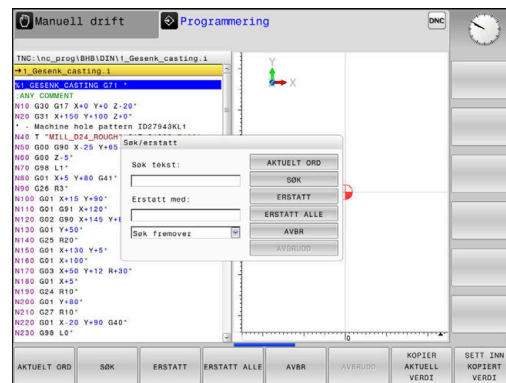 Manuell drift
Programmering
DNC
TNC:\nc_prog\BHB\DIN\1_Gesenk_casting.i
→1_Gesenk_casting.i
%1_GESENK_CASTING G71 *
;ANY COMMENT
N10 G30 G17 X+0 Y+0 Z-20*
N20 G31 X+150 Y+100 Z+0*
* - Machine hole pattern ID27943KL1
N40 T "MILL_D24_ROUGH"
N50 G00 G90 X-25 Y+65
N60 G00 Z-5*
N70 G98 L1*
N80 G01 X+5 Y+80 G41*
N90 G26 R3*
N100 G01 X+15 Y+90*
N110 G01 G91 X+120*
N120 G02 G90 X+145 Y+
N130 G01 Y+50*
N140 G25 R20*
N150 G01 X+130 Y+5*
N160 G01 X+100*
N170 G03 X+50 Y+12 R+30*
N180 G01 X+5*
N190 G24 R10*
N200 G01 Y+80*
N210 G27 R10*
N220 G01 X-20 Y+90 G40*
N230 G98 L0*
Y
X
0
Søk/erstatt
Søk tekst:
Erstatt med:
Søk fremover
AKTUELT ORD
SØK
ERSTATT
ERSTATT ALLE
AVBR
AVBRUDD
AKTUELT ORD
SØK
ERSTATT
ERSTATT ALLE
AVBR
AVBRUDD
KOPIER
AKTUELL
VERDI
SETT INN
KOPIERT
VERDI